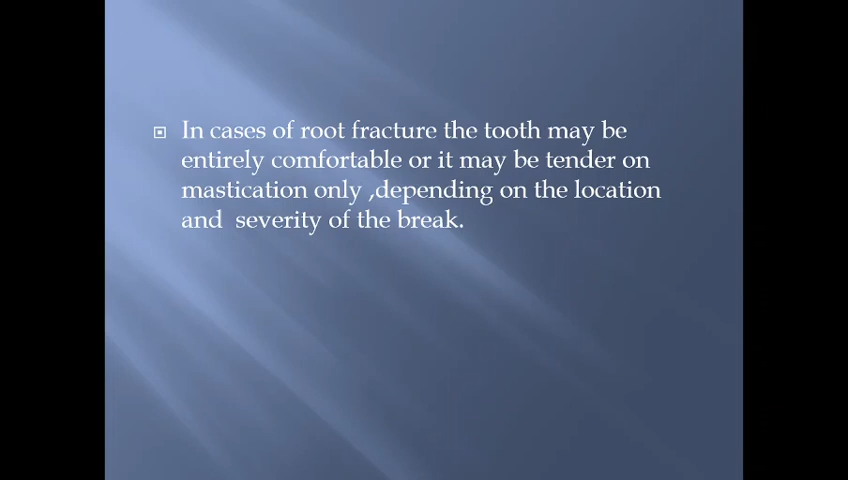 In cases of root fracture the tooth may be
entirely comfortable or it may be tender on
mastication only ,depending on the location
and  severity of the break.